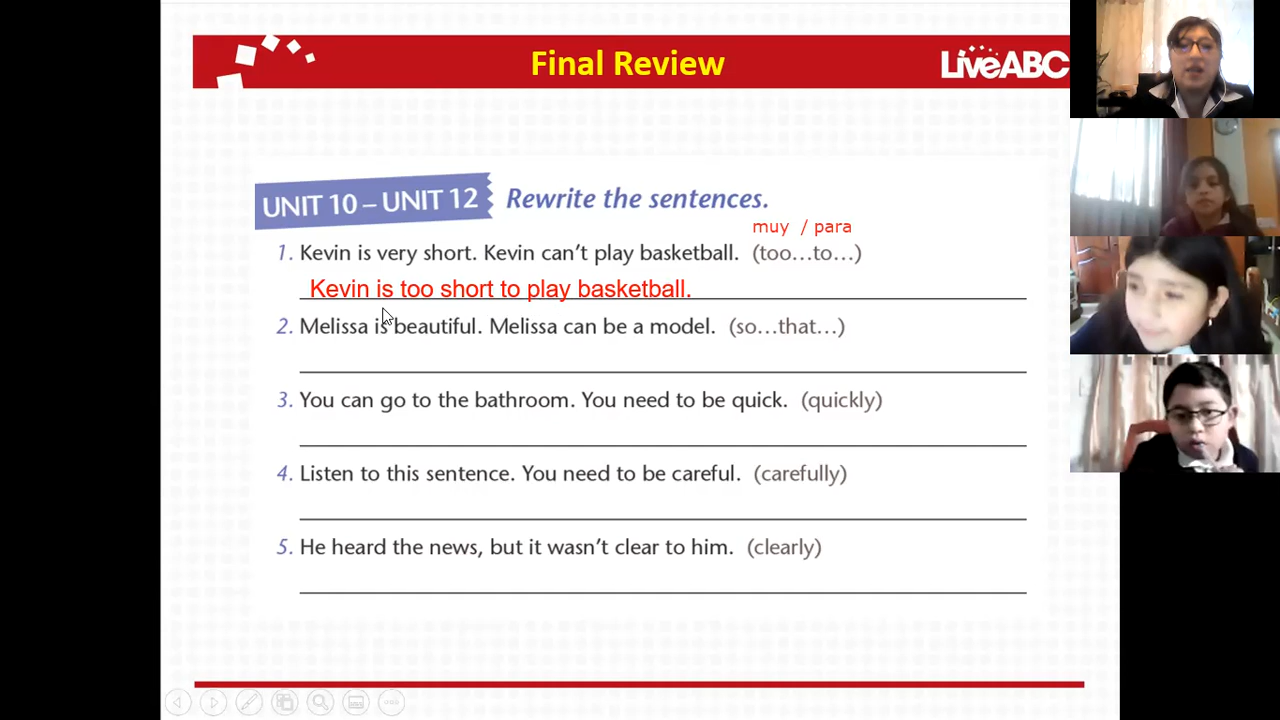 Final Review
LiveABC
UNIT 10 – UNIT 12 Rewrite the sentences.
muy / para
1. Kevin is very short. Kevin can't play basketball. (too...to...)
Kevin is too short to play basketball.
2. Melissa is beautiful. Melissa can be a model. (so...that...)
3. You can go to the bathroom. You need to be quick. (quickly)
4. Listen to this sentence. You need to be careful. (carefully)
5. He heard the news, but it wasn't clear to him. (clearly)